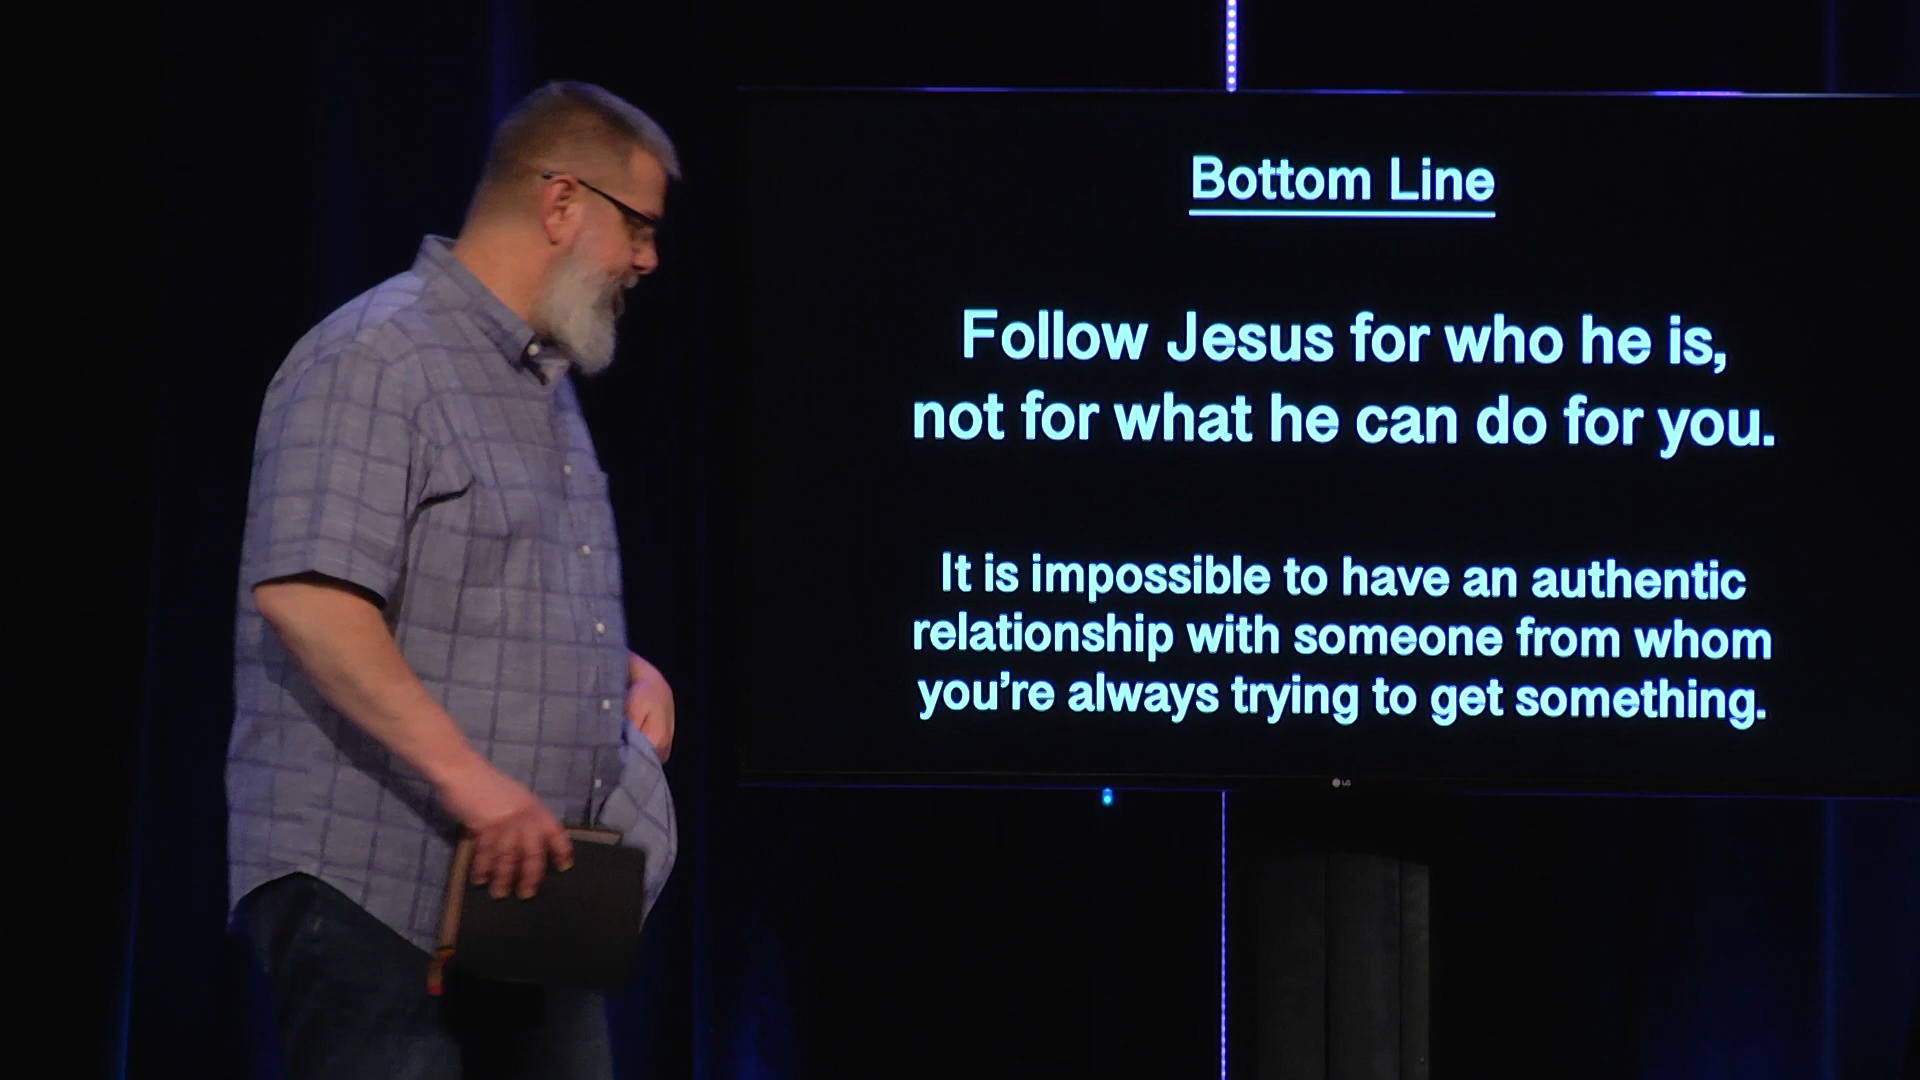 Bottom Line
Follow Jesus for who he is,
not for what he can do for you.
It is impossible to have an authentic
relationship with someone from whom
you’re always trying to get something.
LG